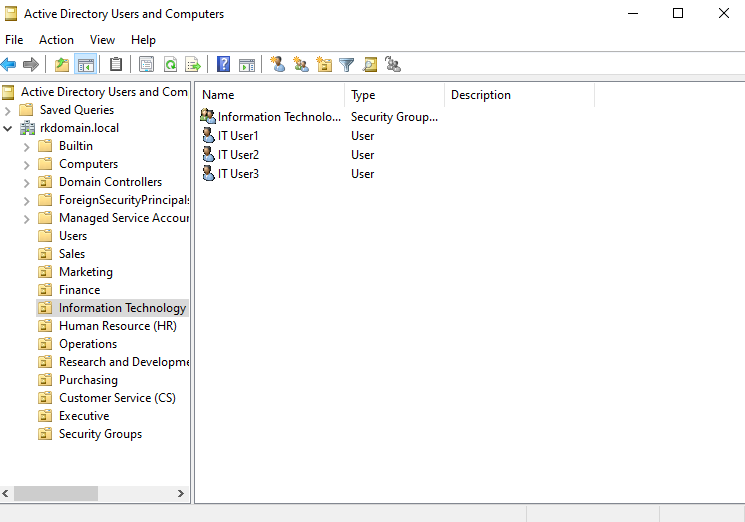 Active Directory Users and Computers
File Action View Help
Active Directory Users and Com
Saved Queries
rkdomain.local
Builtin
Computers
Domain Controllers
ForeignSecurityPrincipals
Managed Service Accour
Users
Sales
Marketing
Finance
Information Technology
Human Resource (HR)
Operations
Research and Developme
Purchasing
Customer Service (CS)
Executive
Security Groups
Name Type Description
Information Technolo... Security Group...
IT User1 User
IT User2 User
IT User3 User